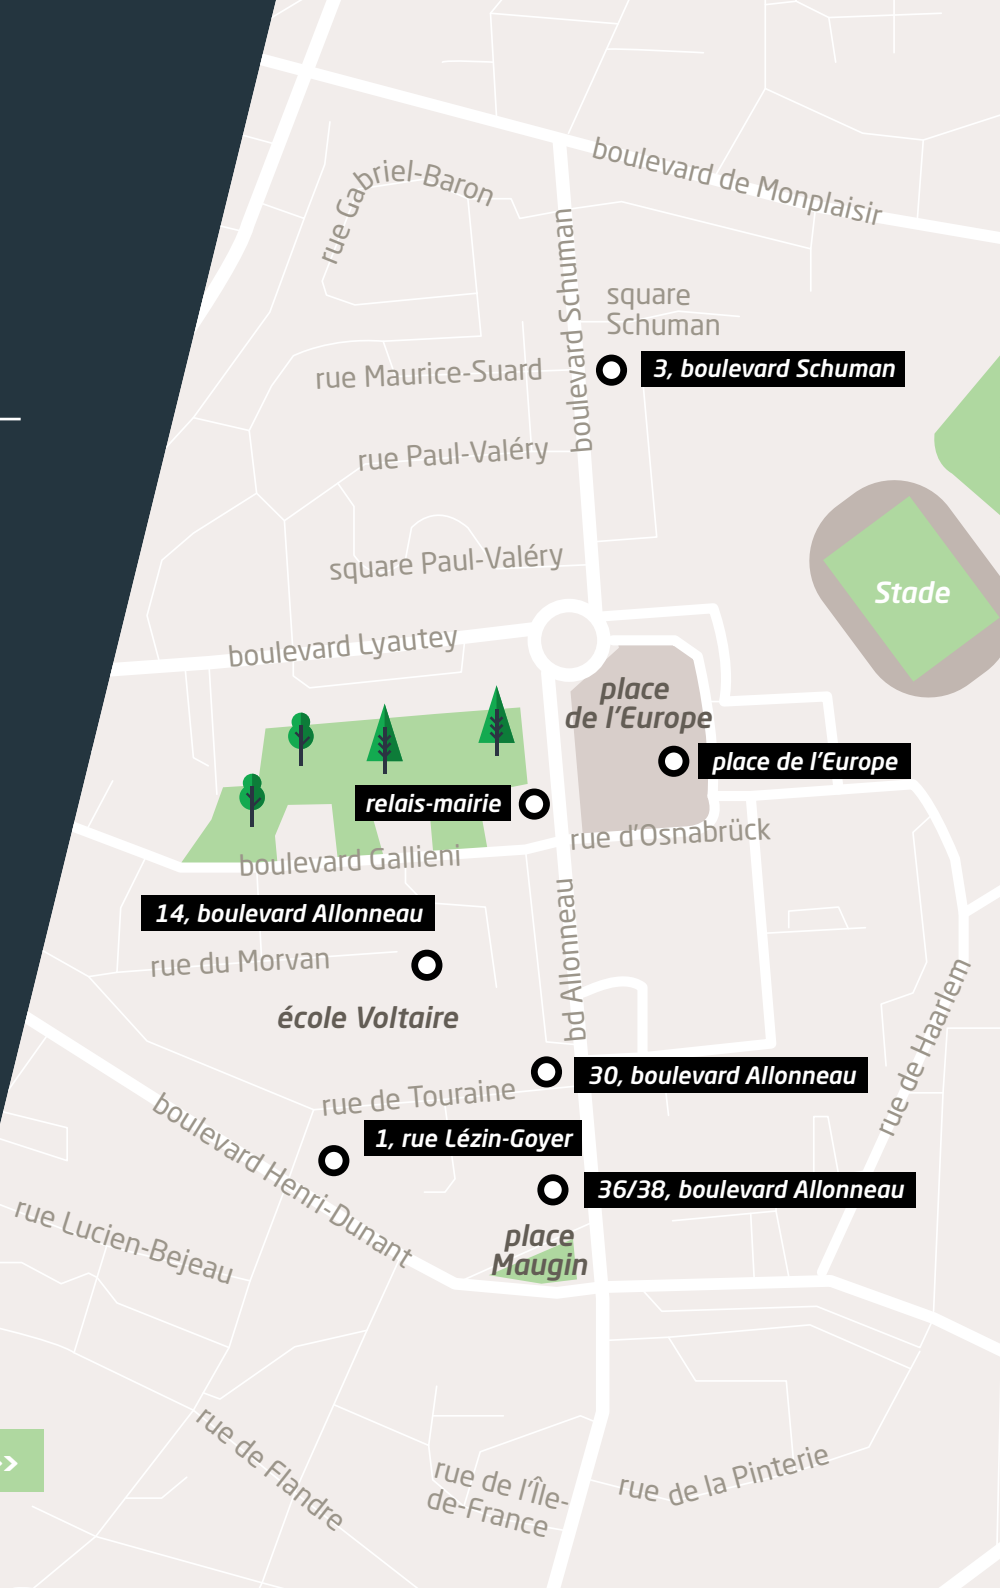 boulevard de Monplaisir
rue Gabriel-Baron
boulevard Schuman
square
Schuman
3, boulevard Schuman
rue Maurice-Suard
rue Paul-Valéry
square Paul-Valéry
Stade
boulevard Lyautey
place
de l'Europe
place de l'Europe
relais-mairie
rue d'Osnabrück
boulevard Gallieni
bd Allonneau
14, boulevard Allonneau
rue du Morvan
école Voltaire
rue de Haarlem
30, boulevard Allonneau
rue de Touraine
boulevard Henri-Dunant
1, rue Lézin-Goyer
36/38, boulevard Allonneau
rue Lucien-Bejeau
place
Maugin
rue de Flandre
rue de l'Île-
de-France
rue de la Pinterie
>>